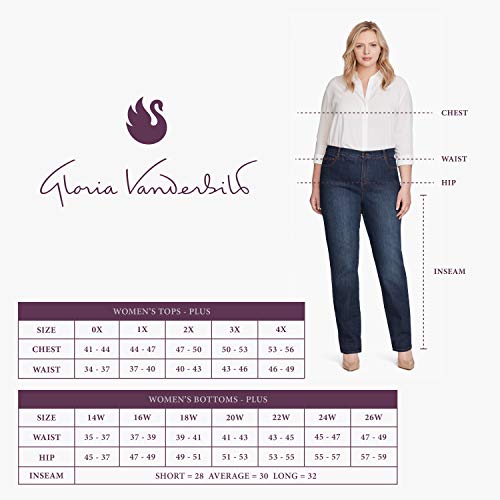 Gloria Vanderbilt
CHEST
WAIST
HIP
INSEAM
WOMEN'S TOPS - PLUS
SIZE 0X 1X 2X 3X 4X
CHEST 41 - 44 44 - 47 47 - 50 50 - 53 53 - 56
WAIST 34 - 37 37 - 40 40 - 43 43 - 46 46 - 49
WOMEN'S BOTTOMS - PLUS
SIZE 14W 16W 18W 20W 22W 24W 26W
WAIST 35 - 37 37 - 39 39 - 41 41 - 43 43 - 45 45 - 47 47 - 49
HIP 45 - 37 47 - 49 49 - 51 51 - 53 53 - 55 55 - 57 57 - 59
INSEAM SHORT = 28 AVERAGE = 30 LONG = 32